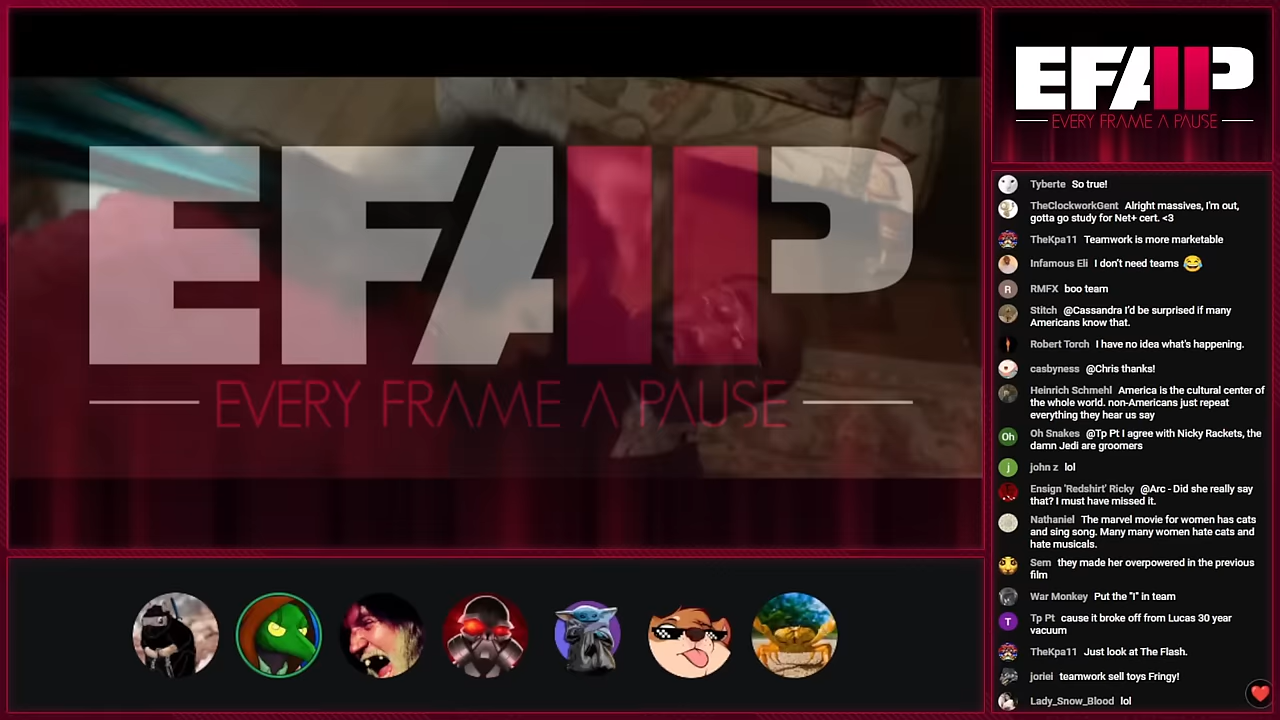 EFAP
EVERY FRAME A PAUSE
EFAP
EVERY FRAME A PAUSE
Tyberte So true!
TheClockworkGent Alright massives, I'm out,
gotta go study for Net+ cert. <3
TheKpa11 Teamwork is more marketable
Infamous Eli I don't need teams 😂
R
RMFX boo team
Stitch @Cassandra I'd be surprised if many
Americans know that.
Robert Torch I have no idea what's happening.
casbyness @Chris thanks!
Heinrich Schmehl America is the cultural center of
the whole world. non-Americans just repeat
everything they hear us say
Oh
Oh Snakes @Tp Pt I agree with Nicky Rackets, the
damn Jedi are groomers
j
john z lol
Ensign 'Redshirt' Ricky @Arc - Did she really say
that? I must have missed it.
Nathaniel The marvel movie for women has cats
and sing song. Many many women hate cats and
hate musicals.
Sem they made her overpowered in the previous
film
War Monkey Put the "I" in team
T
Tp Pt cause it broke off from Lucas 30 year
vacuum
TheKpa11 Just look at The Flash.
joriei teamwork sell toys Fringy!
Lady_Snow_Blood lol